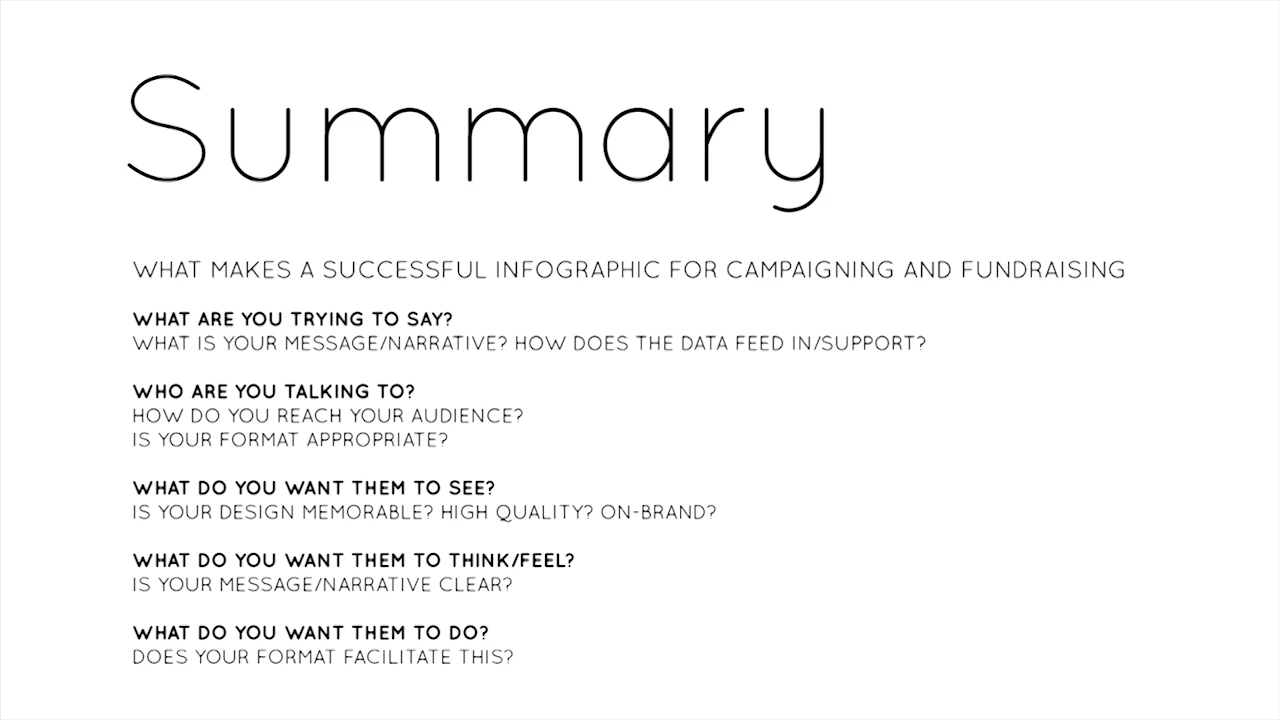 Summary
WHAT MAKES A SUCCESSFUL INFOGRAPHIC FOR CAMPAIGNING AND FUNDRAISING
WHAT ARE YOU TRYING TO SAY?
WHAT IS YOUR MESSAGE/NARRATIVE? HOW DOES THE DATA FEED IN/SUPPORT?
WHO ARE YOU TALKING TO?
HOW DO YOU REACH YOUR AUDIENCE?
IS YOUR FORMAT APPROPRIATE?
WHAT DO YOU WANT THEM TO SEE?
IS YOUR DESIGN MEMORABLE? HIGH QUALITY? ON-BRAND?
WHAT DO YOU WANT THEM TO THINK/FEEL?
IS YOUR MESSAGE/NARRATIVE CLEAR?
WHAT DO YOU WANT THEM TO DO?
DOES YOUR FORMAT FACILITATE THIS?